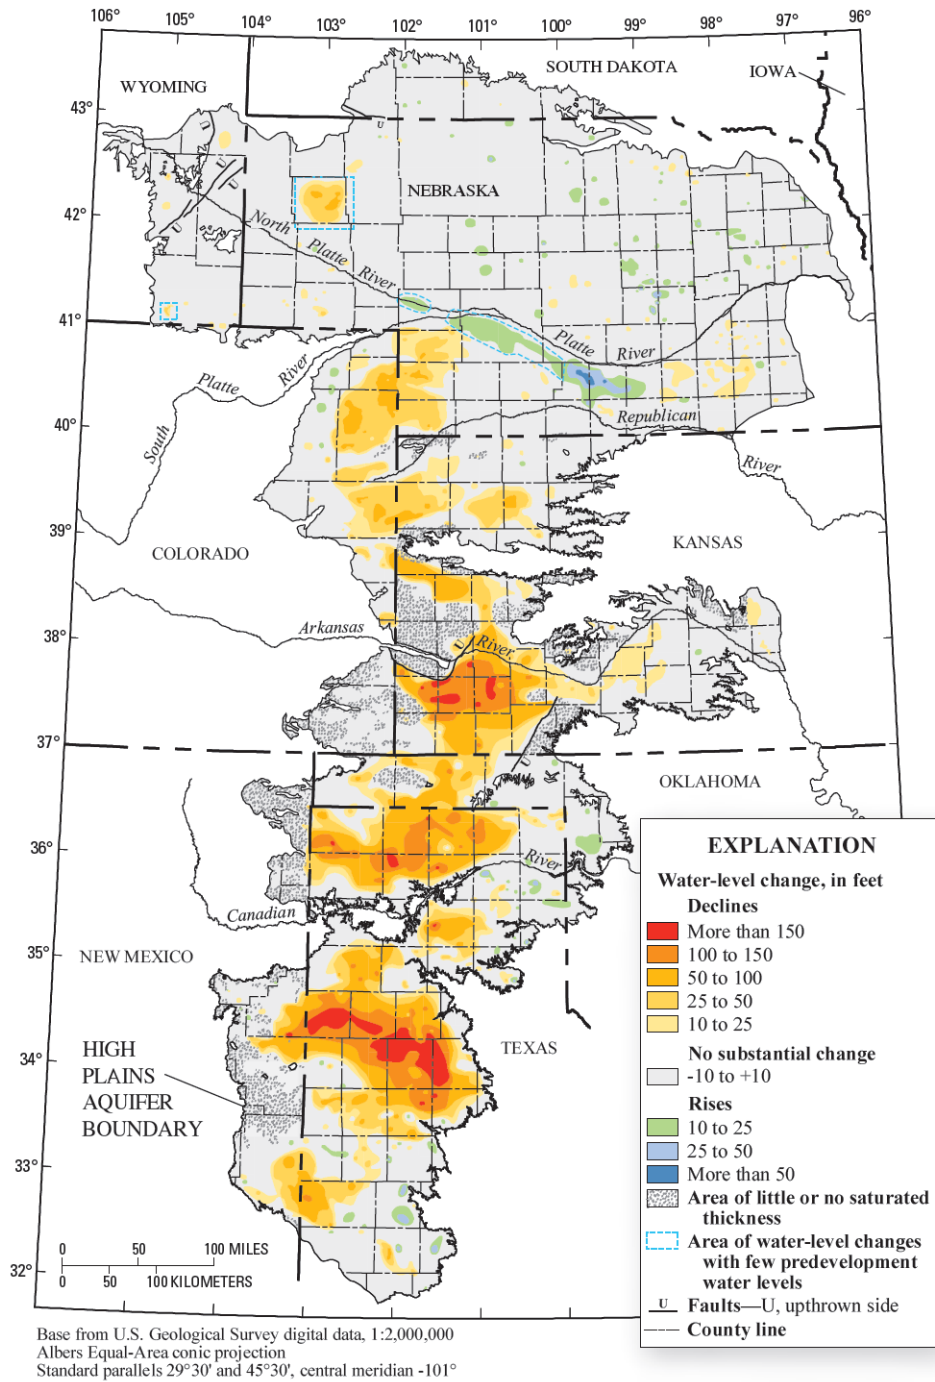 106° 105° 104° 103° 102° 101° 100° 99° 98° 97° 96°
SOUTH DAKOTA
IOWA
WYOMING
43°
U
U
NEBRASKA
U
U
42°
U
North
Platte
River
41°
Platte
River
River
Platte
South
Republican
40°
River
39°
COLORADO
KANSAS
Arkansas
River
U
38°
37°
U
OKLAHOMA
36°
River
Canadian
35°
NEW MEXICO
TEXAS
34°
HIGH
PLAINS
AQUIFER
BOUNDARY
33°
32°
0 50 100 MILES
0 50 100 KILOMETERS
EXPLANATION
Water-level change, in feet
Declines
More than 150
100 to 150
50 to 100
25 to 50
10 to 25
No substantial change
-10 to +10
Rises
10 to 25
25 to 50
More than 50
Area of little or no saturated
thickness
Area of water-level changes
with few predevelopment
water levels
U Faults—U, upthrown side
County line
Base from U.S. Geological Survey digital data, 1:2,000,000
Albers Equal-Area conic projection
Standard parallels 29°30' and 45°30', central meridian -101°